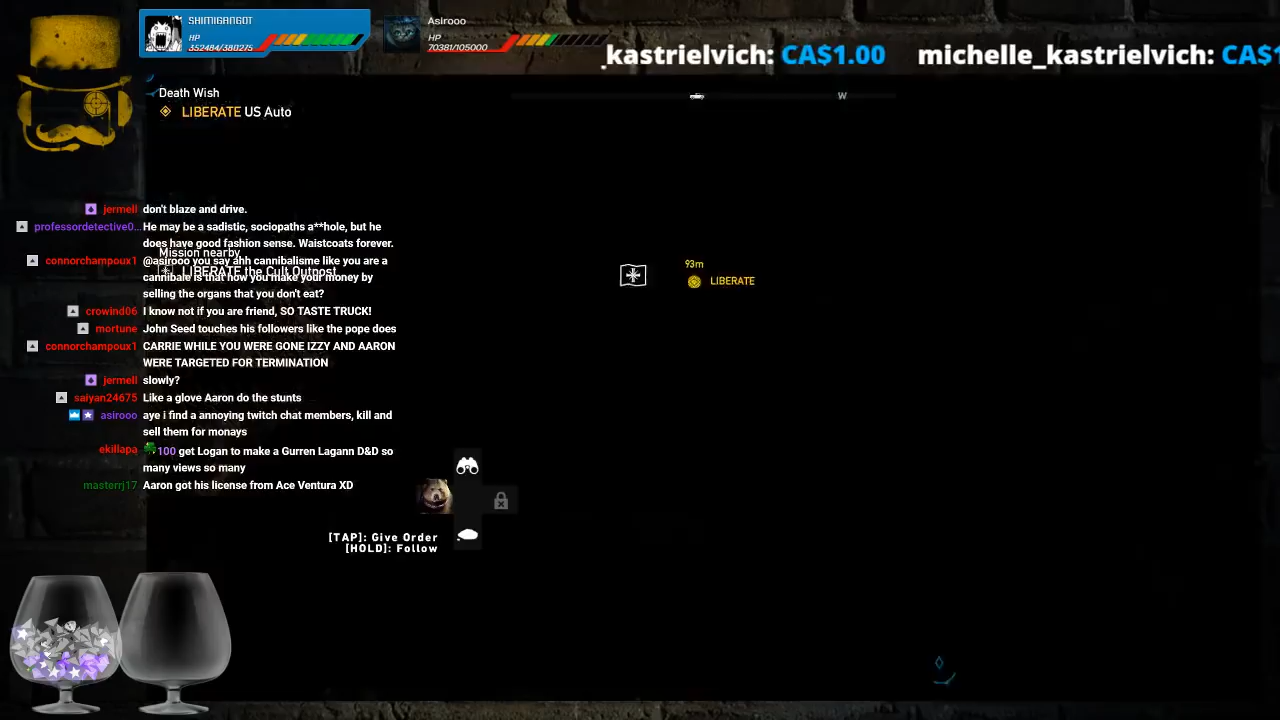 SHIMIGANGOT
HP
352484/380275
Asirooo
HP
70381/105000
_kastrielvich: CA$1.00 michelle_kastrielvich: CA$1
Death Wish
LIBERATE US Auto
W
jermell don't blaze and drive.
professordetective0... He may be a sadistic, sociopaths a**hole, but he
does have good fashion sense. Waistcoats forever.
Mission nearby
LIBERATE the Cult Outpost
connorchampoux1 @asirooo you say ahh cannibalisme like you are a
cannibale is that how you make your money by
selling the organs that you don't eat?
93m
LIBERATE
crowind06 I know not if you are friend, SO TASTE TRUCK!
mortune John Seed touches his followers like the pope does
connorchampoux1 CARRIE WHILE YOU WERE GONE IZZY AND AARON
WERE TARGETED FOR TERMINATION
jermell slowly?
saiyan24675 Like a glove Aaron do the stunts
asirooo aye i find a annoying twitch chat members, kill and
sell them for monays
ekillapa 100 get Logan to make a Gurren Lagann D&D so
many views so many
masterrj17 Aaron got his license from Ace Ventura XD
[TAP]: Give Order
[HOLD]: Follow